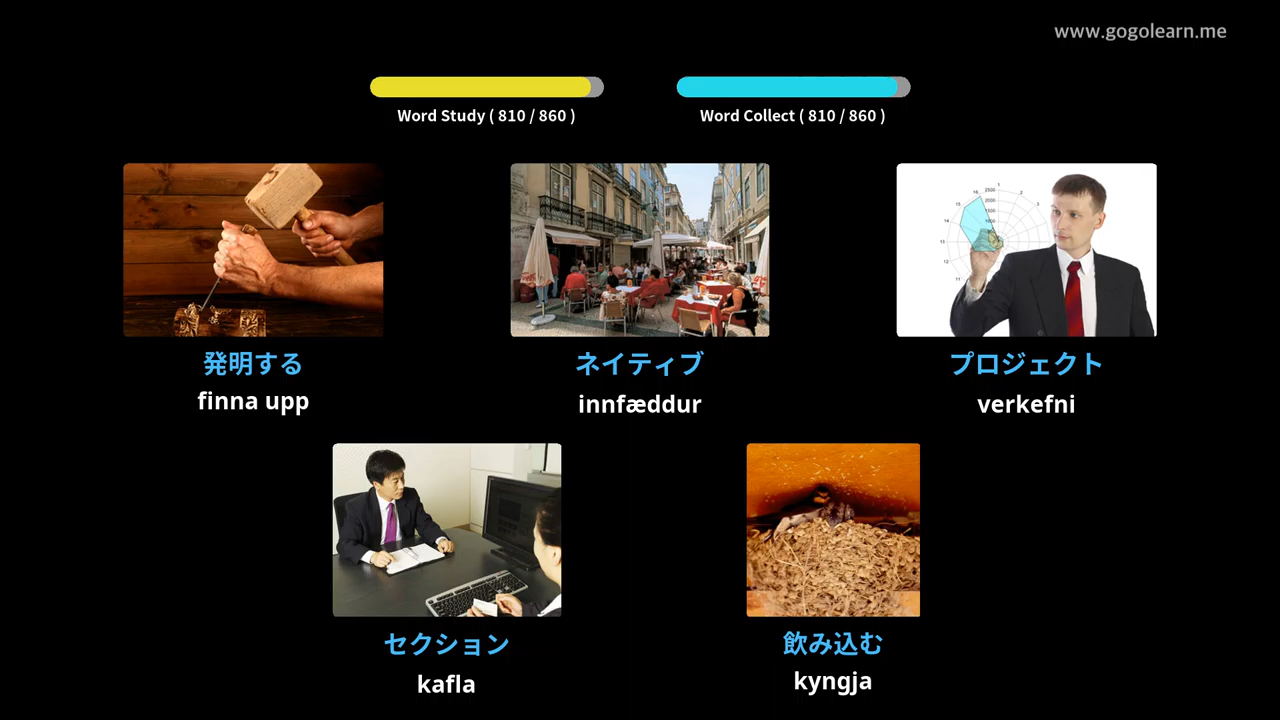 www.gogolearn.me
Word Study ( 810 / 860 )
Word Collect ( 810 / 860 )
発明する
finna upp
ネイティブ
innfæddur
プロジェクト
verkefni
セクション
kafla
飲み込む
kyngja